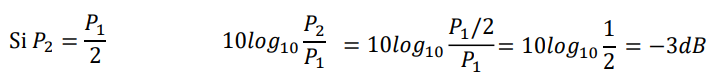 Si P₂ = P₁/2    10log₁₀ P₂/P₁ = 10log₁₀ (P₁/2)/P₁ = 10log₁₀ 1/2 = −3dB